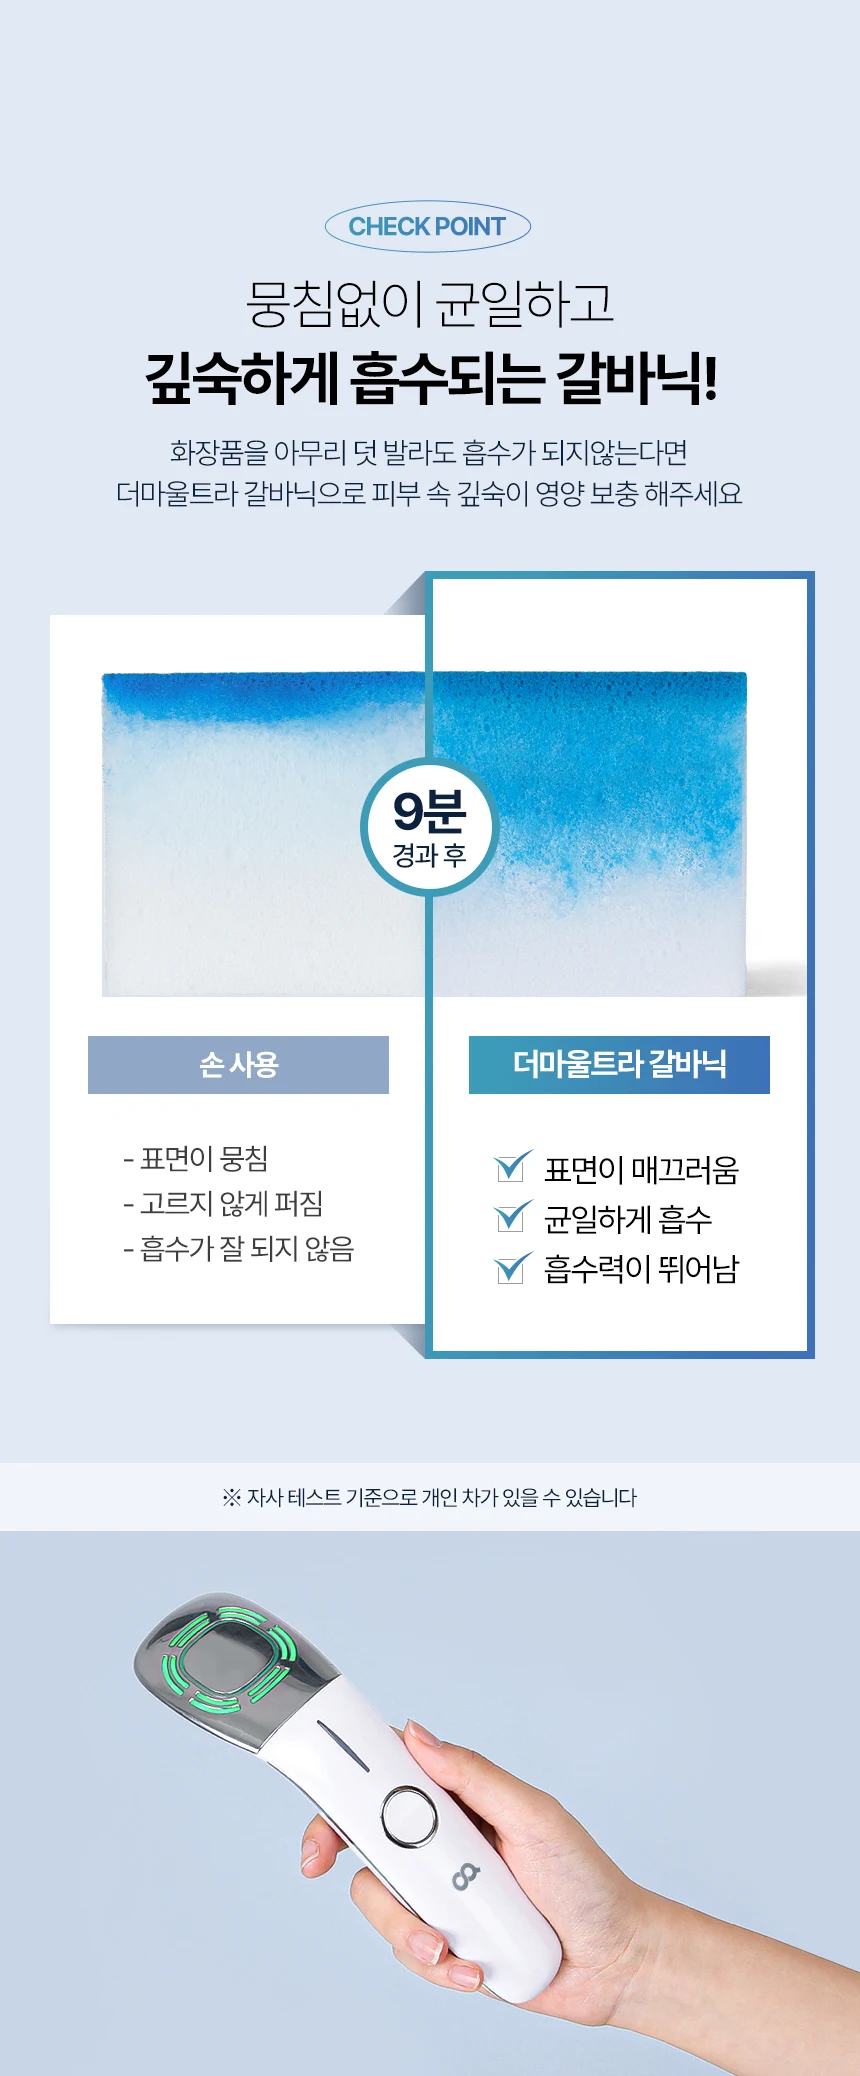 CHECK POINT
뭉침없이 균일하고
깊숙하게 흡수되는 갈바닉!
화장품을 아무리 덧 발라도 흡수가 되지않는다면
더마울트라 갈바닉으로 피부 속 깊숙이 영양 보충 해주세요
9분
경과 후
손 사용
- 표면이 뭉침
- 고르지 않게 퍼짐
- 흡수가 잘 되지 않음
더마울트라 갈바닉
표면이 매끄러움
균일하게 흡수
흡수력이 뛰어남
※ 자사 테스트 기준으로 개인 차가 있을 수 있습니다